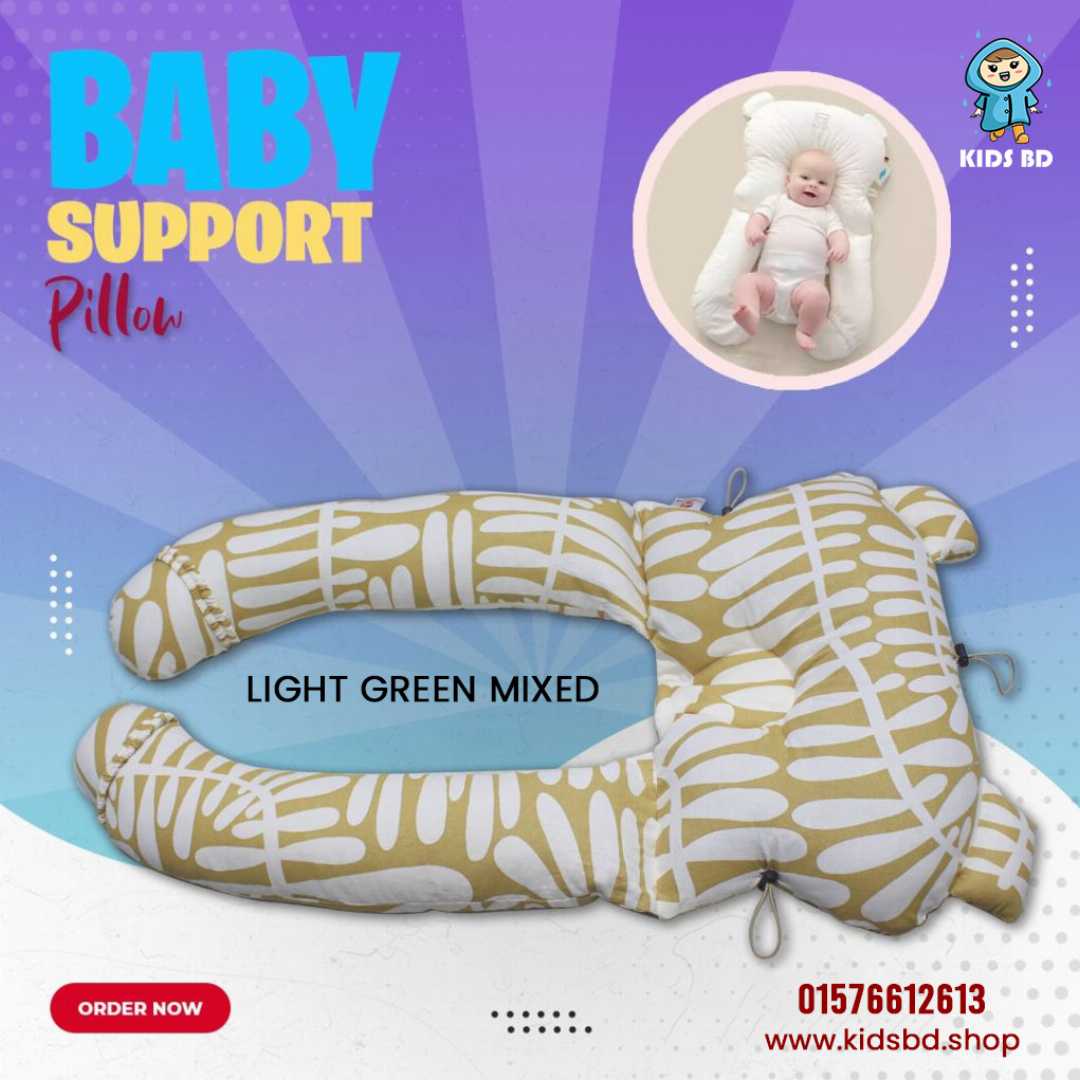 BABY
SUPPORT
Pillow
KIDS BD
LIGHT GREEN MIXED
ORDER NOW
01576612613
www.kidsbd.shop